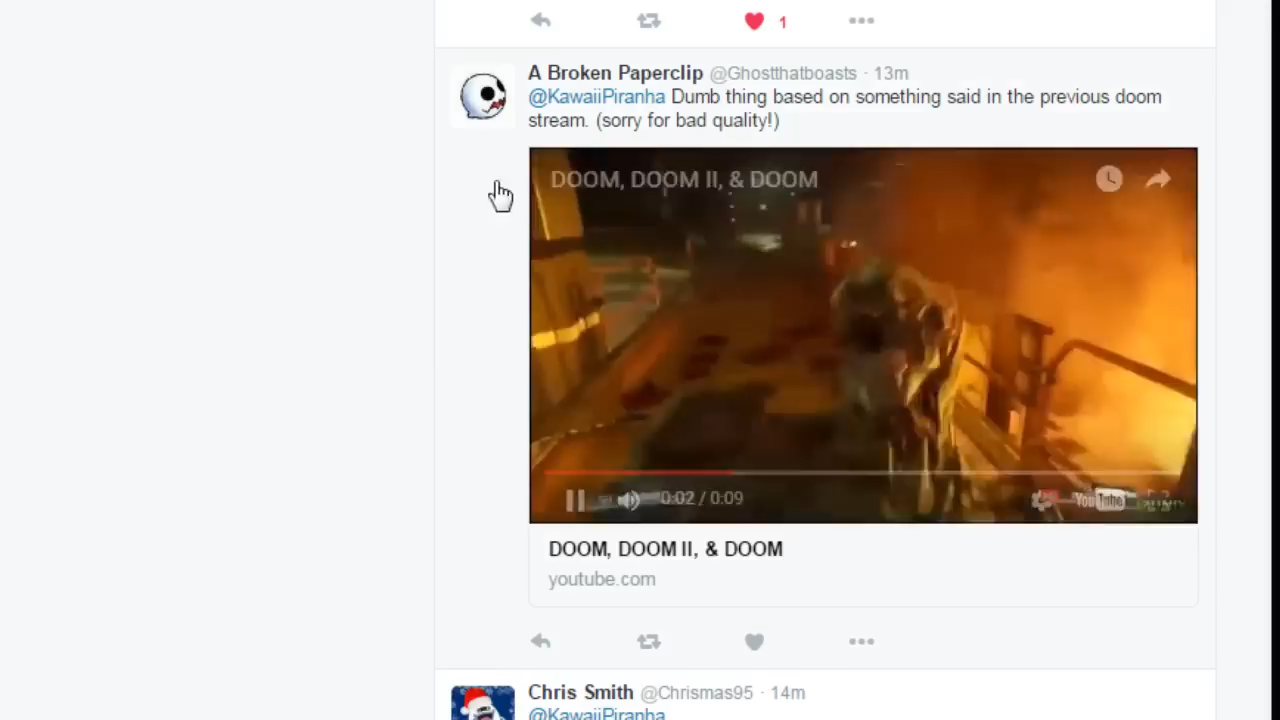 1
A Broken Paperclip @Ghostthatboasts · 13m
@KawaiiPiranha Dumb thing based on something said in the previous doom
stream. (sorry for bad quality!)
DOOM, DOOM II, & DOOM
0:02 / 0:09
YouTube
DOOM, DOOM II, & DOOM
youtube.com
Chris Smith @Chrismas95 · 14m
@KawaiiPiranha